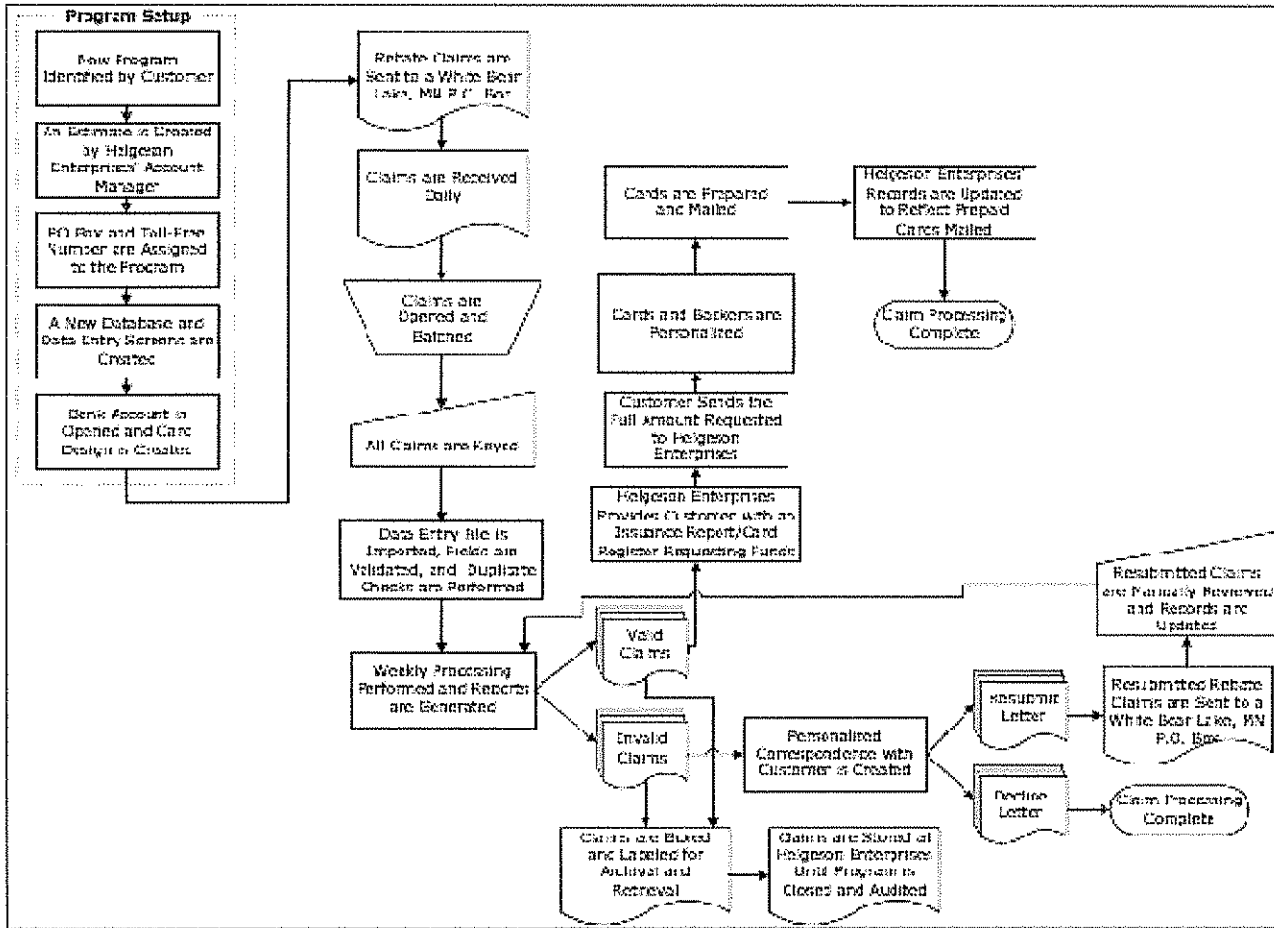 Program Setup
New Program
Identified by Customer
An Estimate is Created
by Helgeson
Enterprises' Account
Manager
PO Box and Toll-Free
Number are Assigned
to the Program
A New Database and
Data Entry Screens are
Created
Bank Account is
Opened and Card
Design is Created
Rebate Claims are
Sent to a White Bear
Lake, MN P.O. Box
Claims are Received
Daily
Claims are
Opened and
Batched
All Claims are Keyed
Data Entry file is
Imported, Fields are
Validated, and Duplicate
Checks are Performed
Weekly Processing
Performed and Reports
are Generated
Valid
Claims
Invalid
Claims
Helgeson Enterprises
Provides Customer with an
Issuance Report/Card
Register Requesting Funds
Customer Sends the
Full Amount Requested
to Helgeson
Enterprises
Cards and Backers are
Personalized
Cards are Prepared
and Mailed
Helgeson Enterprises'
Records are Updated
to Reflect Prepaid
Cards Mailed
Claim Processing
Complete
Personalized
Correspondence with
Customer is Created
Resubmit
Letter
Decline
Letter
Resubmitted Rebate
Claims are Sent to a
White Bear Lake, MN
P.O. Box
Resubmitted Claims
are Manually Reviewed
and Records are
Updates
Claim Processing
Complete
Claims are Boxed
and Labeled for
Archival and
Retrieval
Claims are Stored at
Helgeson Enterprises
Until Program is
Closed and Audited